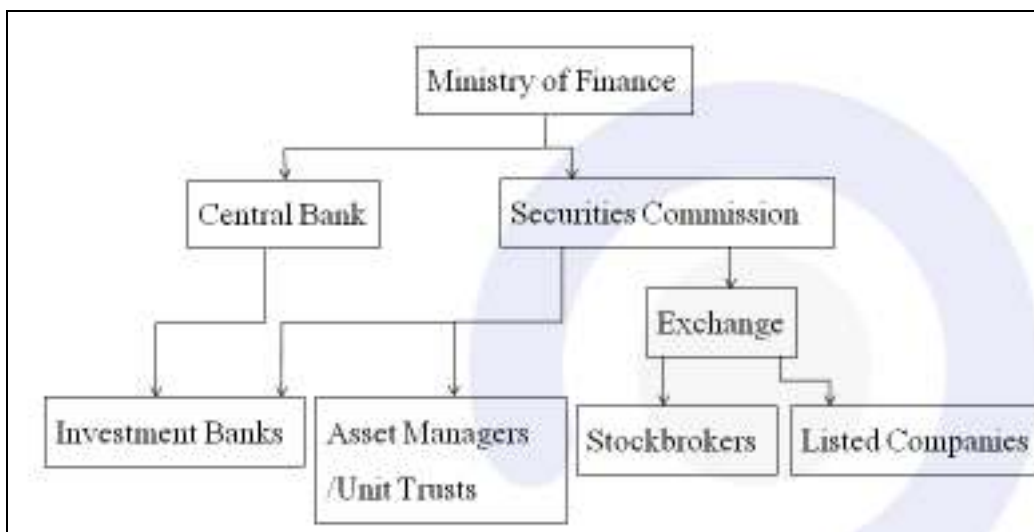 Ministry of Finance
Central Bank
Securities Commission
Exchange
Investment Banks
Asset Managers
/Unit Trusts
Stockbrokers
Listed Companies